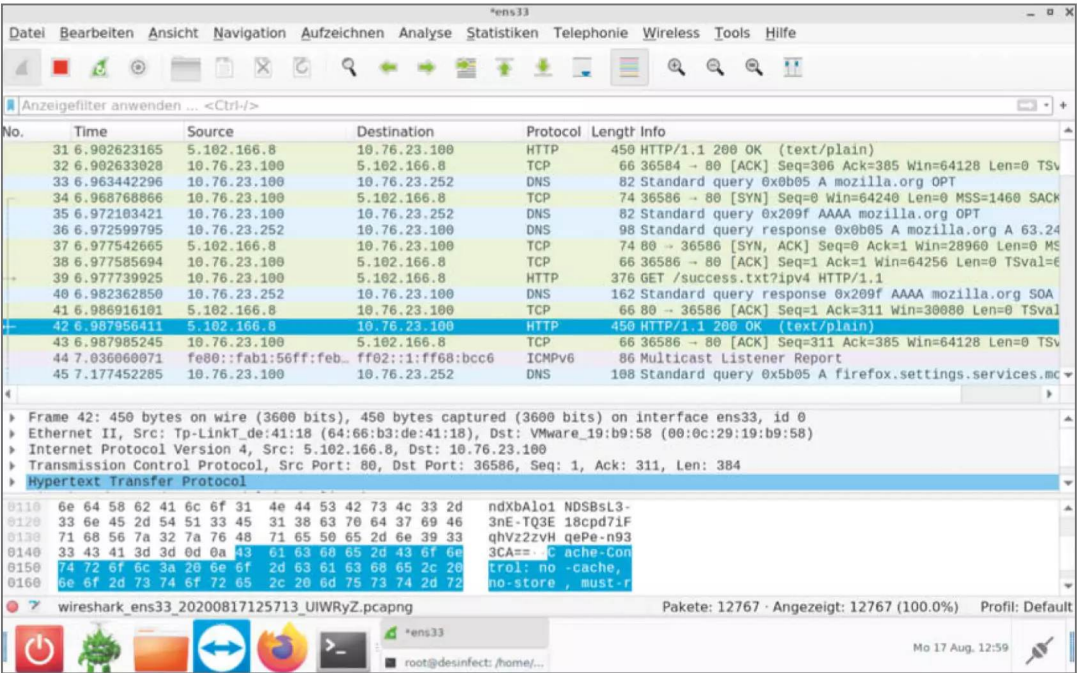 *ens33
Datei Bearbeiten Ansicht Navigation Aufzeichnen Analyse Statistiken Telephonie Wireless Tools Hilfe
Anzeigefilter anwenden ... <Ctrl-/>
No. Time Source Destination Protocol Length Info
31 6.902623165 5.102.166.8 10.76.23.100 HTTP 450 HTTP/1.1 200 OK (text/plain)
32 6.902633028 10.76.23.100 5.102.166.8 TCP 66 36584 → 80 [ACK] Seq=306 Ack=385 Win=64128 Len=0 TSv
33 6.963442296 10.76.23.100 10.76.23.252 DNS 82 Standard query 0x0b05 A mozilla.org OPT
34 6.968768866 10.76.23.100 5.102.166.8 TCP 74 36586 → 80 [SYN] Seq=0 Win=64240 Len=0 MSS=1460 SACK
35 6.972103421 10.76.23.100 10.76.23.252 DNS 82 Standard query 0x209f AAAA mozilla.org OPT
36 6.972599795 10.76.23.252 10.76.23.100 DNS 98 Standard query response 0x0b05 A mozilla.org A 63.24
37 6.977542665 5.102.166.8 10.76.23.100 TCP 74 80 → 36586 [SYN, ACK] Seq=0 Ack=1 Win=28960 Len=0 MS
38 6.977585694 10.76.23.100 5.102.166.8 TCP 66 36586 → 80 [ACK] Seq=1 Ack=1 Win=64256 Len=0 TSval=6
39 6.977739925 10.76.23.100 5.102.166.8 HTTP 376 GET /success.txt?ipv4 HTTP/1.1
40 6.982362850 10.76.23.252 10.76.23.100 DNS 162 Standard query response 0x209f AAAA mozilla.org SOA
41 6.986916101 5.102.166.8 10.76.23.100 TCP 66 80 → 36586 [ACK] Seq=1 Ack=311 Win=30080 Len=0 TSval
42 6.987956411 5.102.166.8 10.76.23.100 HTTP 450 HTTP/1.1 200 OK (text/plain)
43 6.987985245 10.76.23.100 5.102.166.8 TCP 66 36586 → 80 [ACK] Seq=311 Ack=385 Win=64128 Len=0 TSv
44 7.036060071 fe80::fab1:56ff:feb… ff02::1:ff68:bcc6 ICMPv6 86 Multicast Listener Report
45 7.177452285 10.76.23.100 10.76.23.252 DNS 108 Standard query 0x5b05 A firefox.settings.services.mo
Frame 42: 450 bytes on wire (3600 bits), 450 bytes captured (3600 bits) on interface ens33, id 0
Ethernet II, Src: Tp-LinkT_de:41:18 (64:66:b3:de:41:18), Dst: VMware_19:b9:58 (00:0c:29:19:b9:58)
Internet Protocol Version 4, Src: 5.102.166.8, Dst: 10.76.23.100
Transmission Control Protocol, Src Port: 80, Dst Port: 36586, Seq: 1, Ack: 311, Len: 384
Hypertext Transfer Protocol
0110 6e 64 58 62 41 6c 6f 31 4e 44 53 42 73 4c 33 2d ndXbAlo1 NDSBsL3-
0120 33 6e 45 2d 54 51 33 45 31 38 63 70 64 37 69 46 3nE-TQ3E 18cpd7iF
0130 71 68 56 7a 32 7a 76 48 71 65 50 65 2d 6e 39 33 qhVz2zvH qePe-n93
0140 33 43 41 3d 3d 0d 0a 43 61 63 68 65 2d 43 6f 6e 3CA==··C ache-Con
0150 74 72 6f 6c 3a 20 6e 6f 2d 63 61 63 68 65 2c 20 trol: no -cache,
0160 6e 6f 2d 73 74 6f 72 65 2c 20 6d 75 73 74 2d 72 no-store , must-r
wireshark_ens33_20200817125713_UIWRyZ.pcapng Pakete: 12767 · Angezeigt: 12767 (100.0%) Profil: Default
*ens33
root@desinfect: /home/...
Mo 17 Aug, 12:59